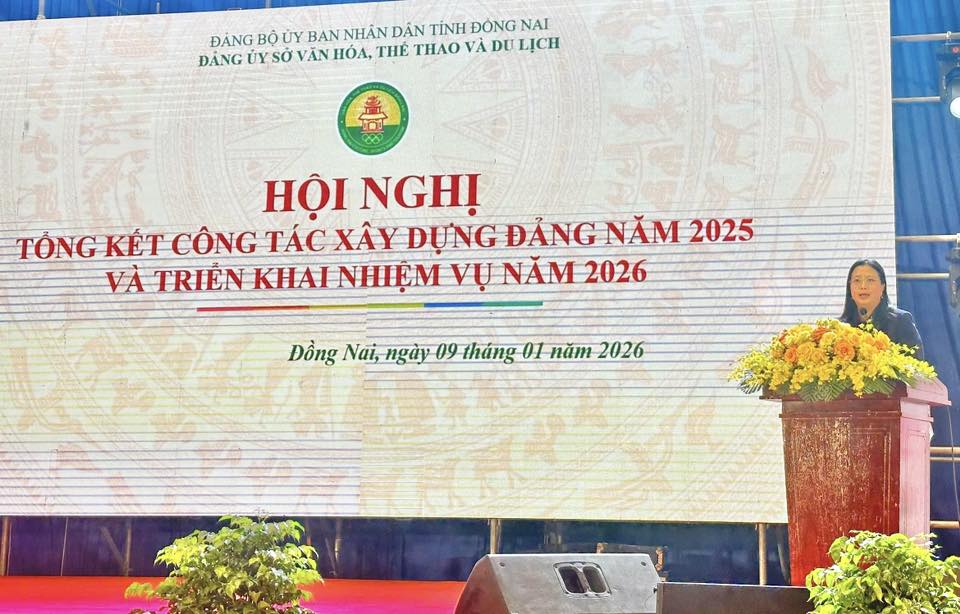 ĐẢNG BỘ ỦY BAN NHÂN DÂN TỈNH ĐỒNG NAI
ĐẢNG ỦY SỞ VĂN HÓA, THỂ THAO VÀ DU LỊCH
HỘI NGHỊ
TỔNG KẾT CÔNG TÁC XÂY DỰNG ĐẢNG NĂM 2025
VÀ TRIỂN KHAI NHIỆM VỤ NĂM 2026
Đồng Nai, ngày 09 tháng 01 năm 2026